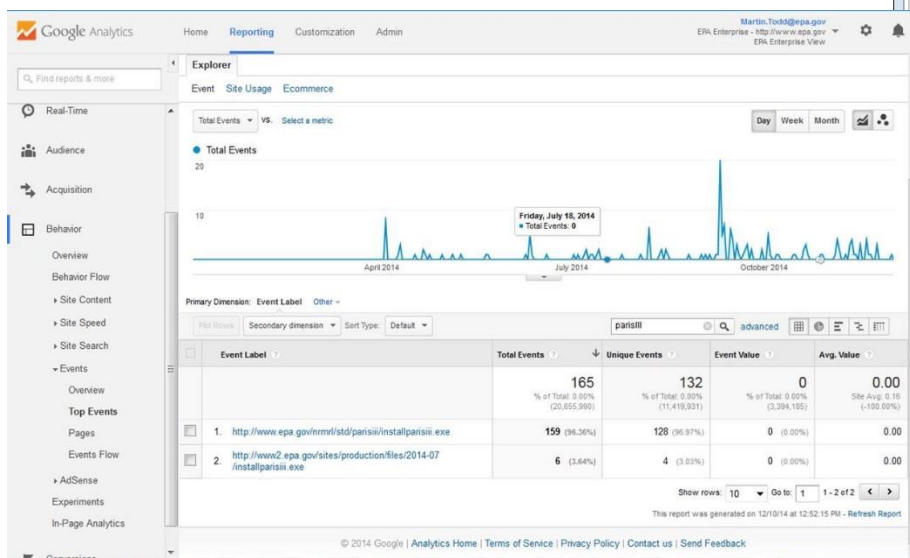 Google Analytics
Home Reporting Customization Admin
Martin.Todd@epa.gov
EPA Enterprise - http://www.epa.gov
EPA Enterprise View
Find reports & more
Real-Time
Audience
Acquisition
Behavior
Overview
Behavior Flow
Site Content
Site Speed
Site Search
Events
Overview
Top Events
Pages
Events Flow
AdSense
Experiments
In-Page Analytics
Conversions
Explorer
Event Site Usage Ecommerce
Total Events VS. Select a metric
Day Week Month
Total Events
20
10
Friday, July 18, 2014
Total Events: 0
April 2014 July 2014 October 2014
Primary Dimension: Event Label Other
Plot Rows Secondary dimension Sort Type: Default parisIII advanced
Event Label ? Total Events ? Unique Events ? Event Value ? Avg. Value ?
165 132 0 0.00
% of Total: 0.00% % of Total: 0.00% % of Total: 0.00% Site Avg: 0.16
(20,655,990) (11,419,931) (3,394,185) (-100.00%)
1. http://www.epa.gov/nrmrl/std/parisiii/installparisiii.exe 159 (96.36%) 128 (96.97%) 0 (0.00%) 0.00
2. http://www2.epa.gov/sites/production/files/2014-07 6 (3.64%) 4 (3.03%) 0 (0.00%) 0.00
/installparisiii.exe
Show rows: 10 Go to: 1 1 - 2 of 2
This report was generated on 12/10/14 at 12:52:15 PM - Refresh Report
© 2014 Google | Analytics Home | Terms of Service | Privacy Policy | Contact us | Send Feedback